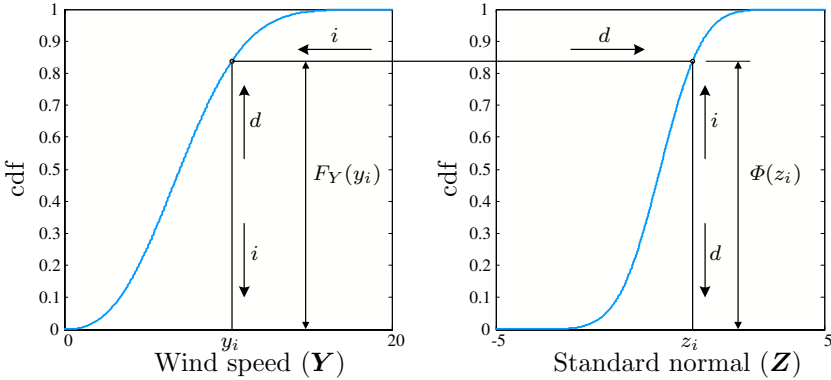 1
0.9
0.8
0.7
0.6
0.5
0.4
0.3
0.2
0.1
0
cdf
i
d
F_Y(y_i)
i
0
y_i
20
Wind speed (Y)
1
0.9
0.8
0.7
0.6
0.5
0.4
0.3
0.2
0.1
0
cdf
d
i
Φ(z_i)
d
-5
z_i
5
Standard normal (Z)